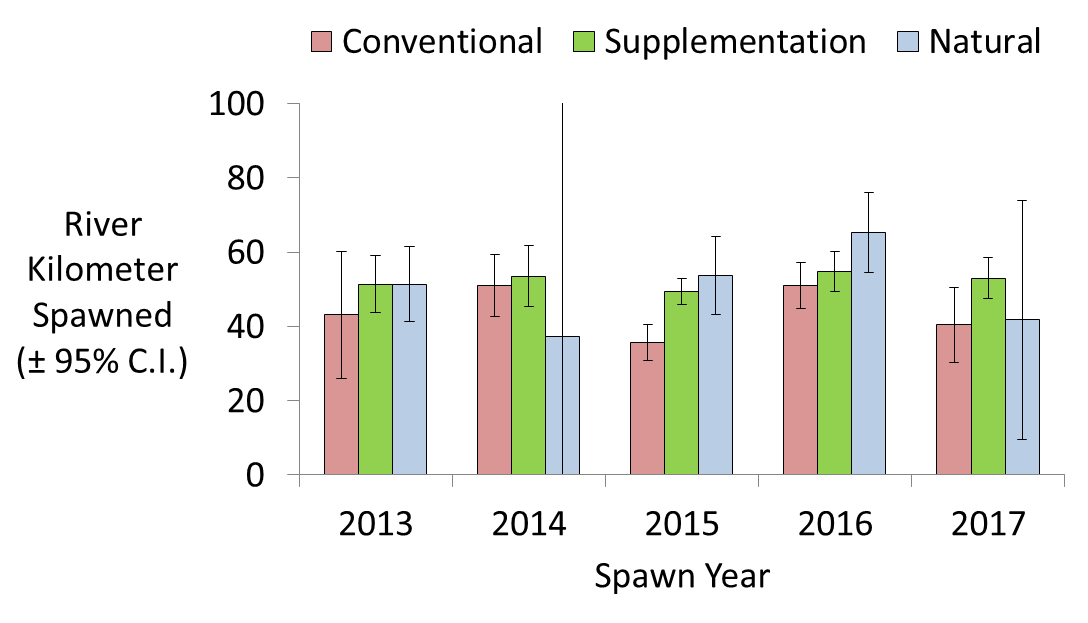 Conventional Supplementation Natural
100
80
60
40
20
0
River
Kilometer
Spawned
(± 95% C.I.)
2013 2014 2015 2016 2017
Spawn Year